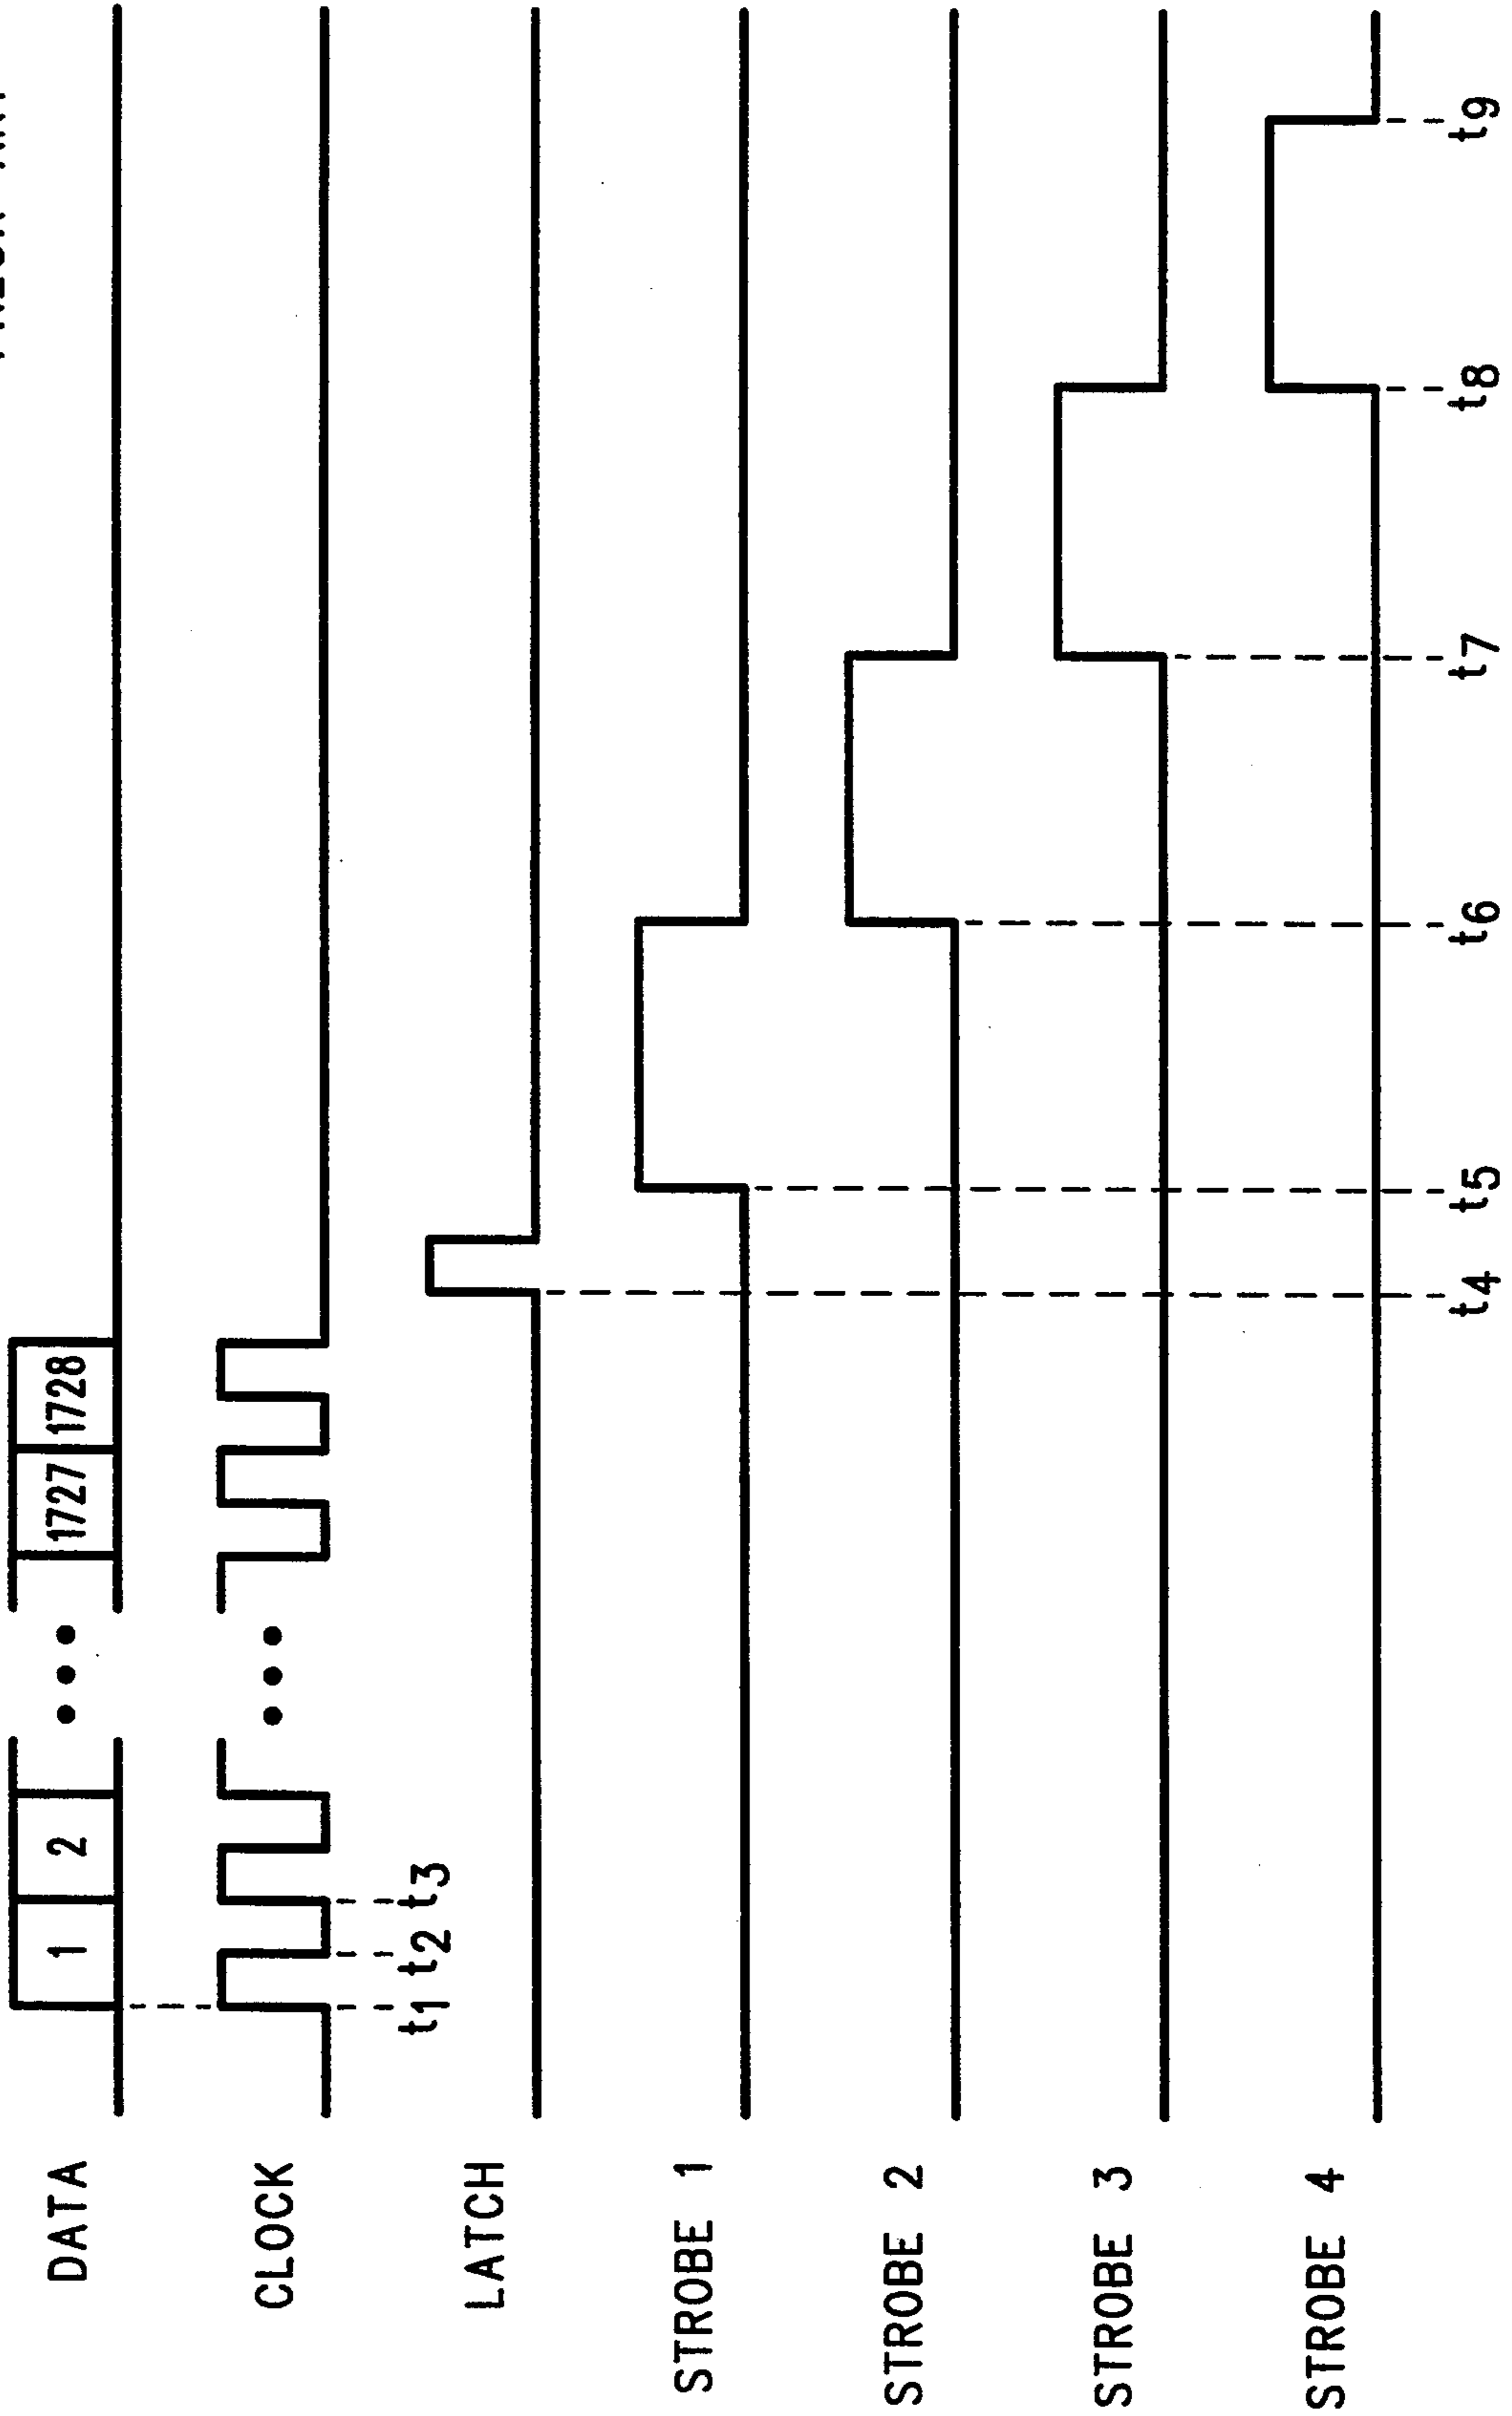 DATA 1 2 ••• 1727 1728
CLOCK •••
t1 t2 t3
LATCH
STROBE 1
STROBE 2
STROBE 3
STROBE 4
t4 t5 t6 t7 t8 t9